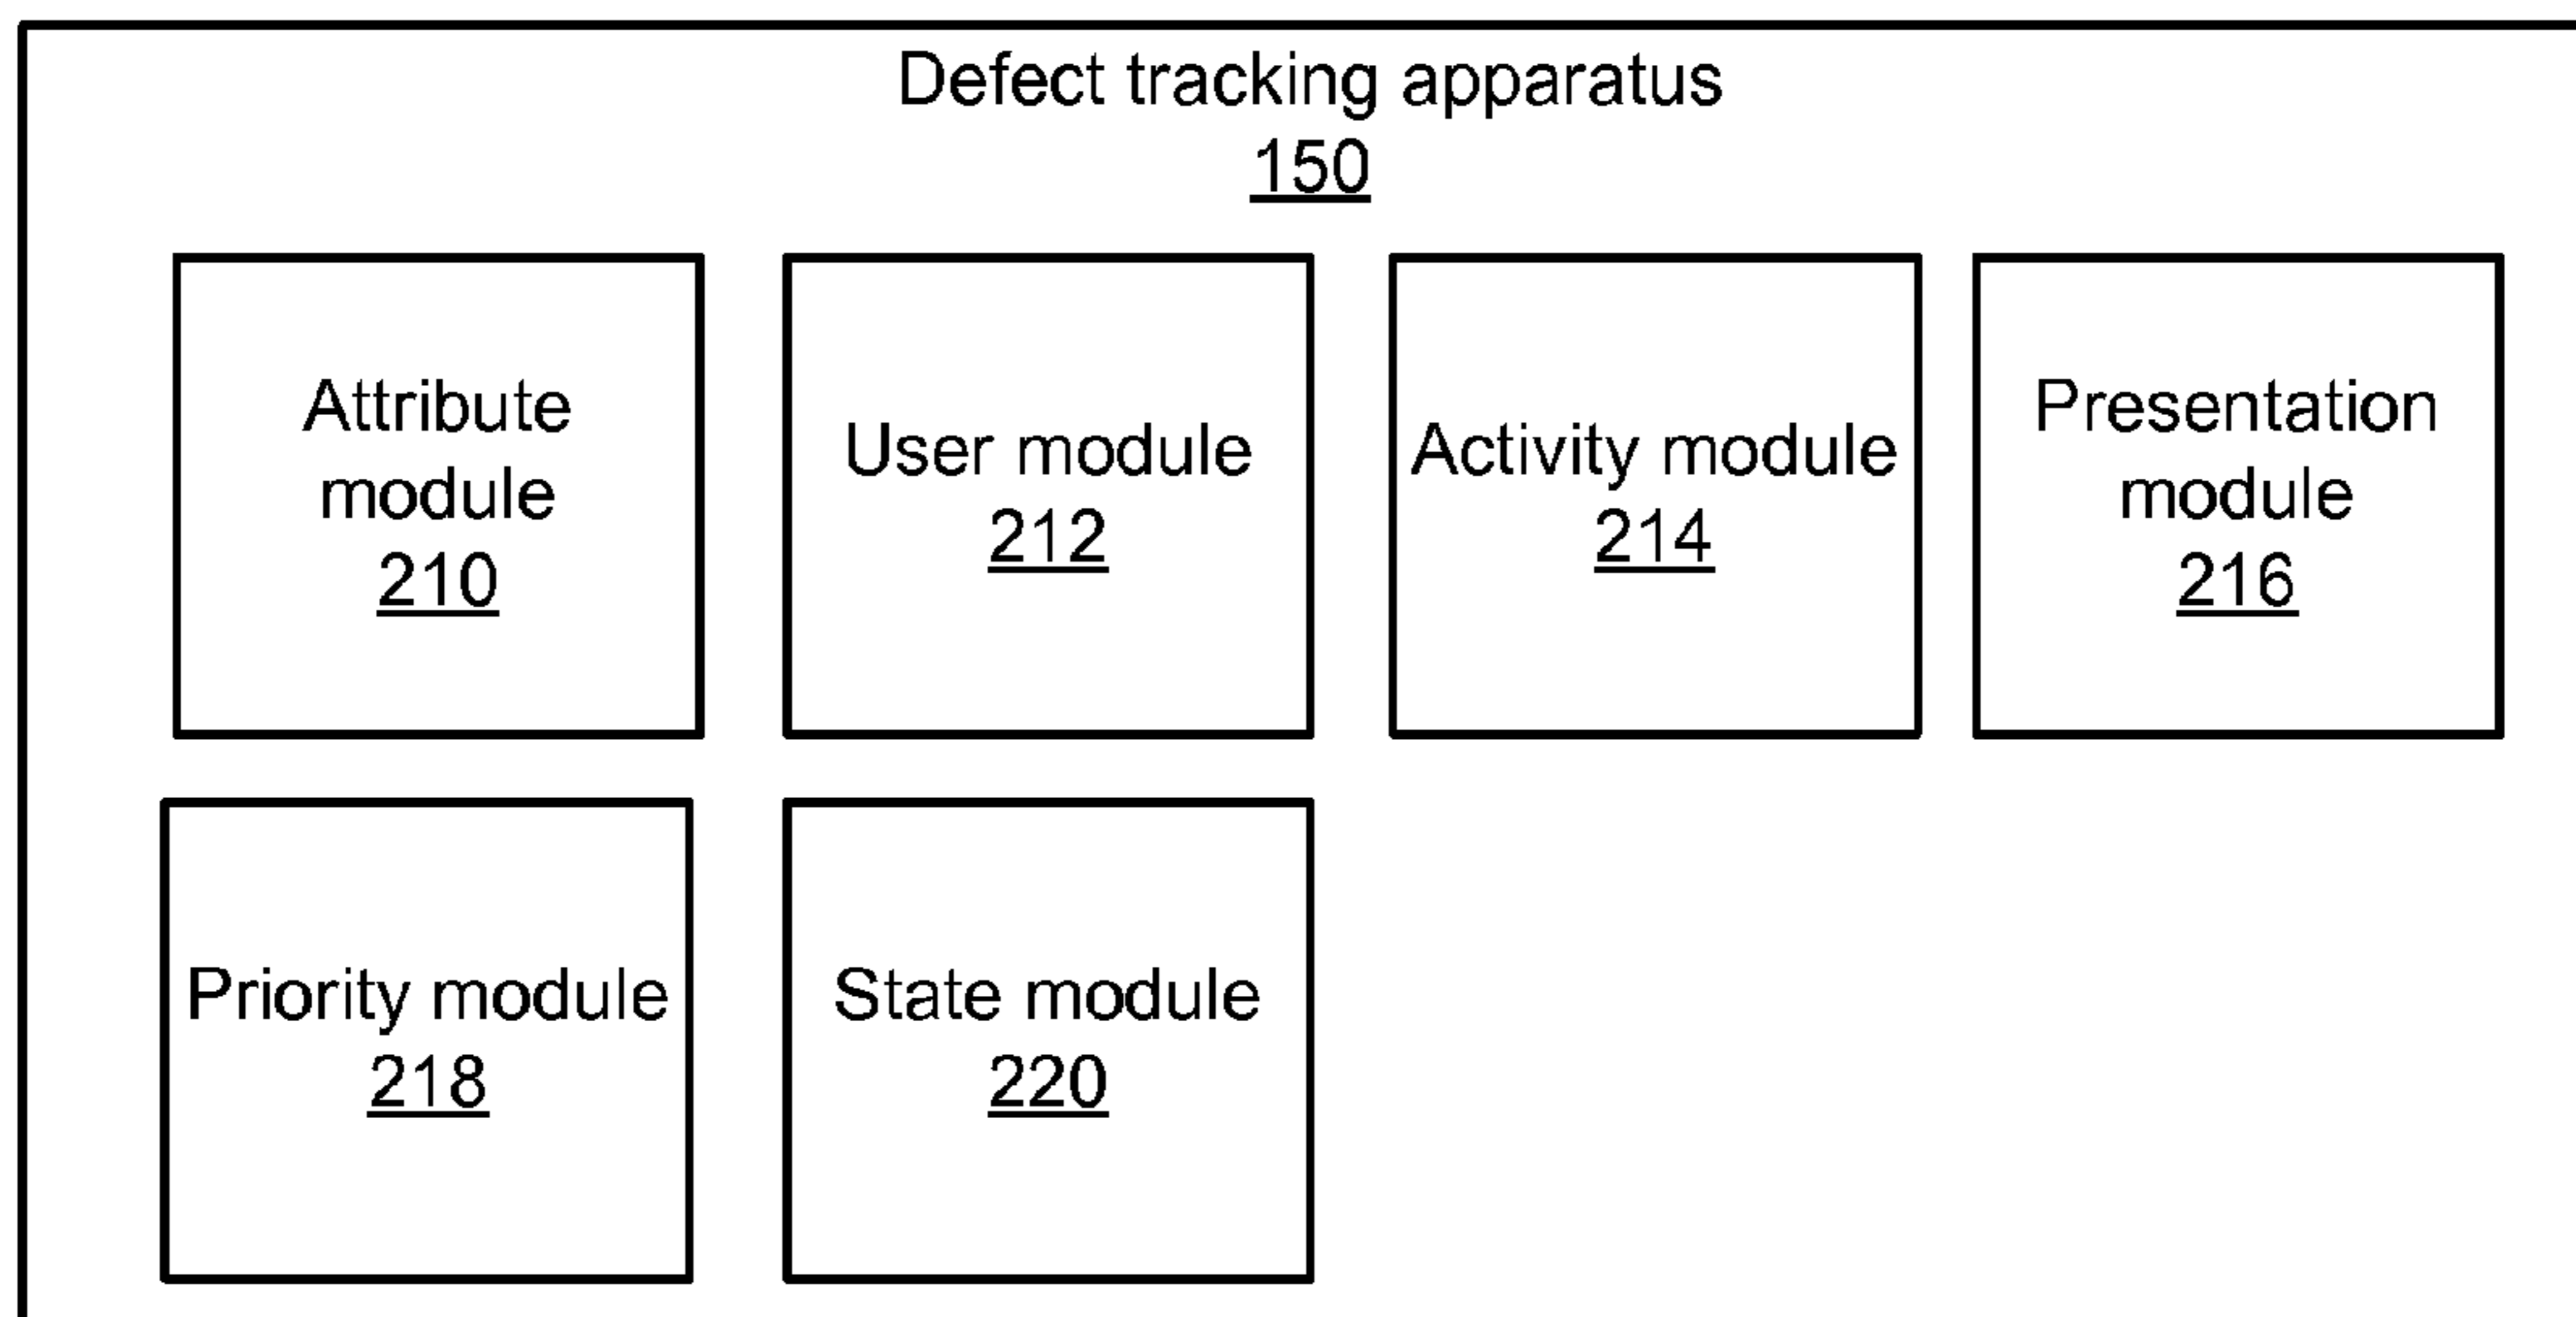 Defect tracking apparatus
150
Attribute
module
210
User module
212
Activity module
214
Presentation
module
216
Priority module
218
State module
220